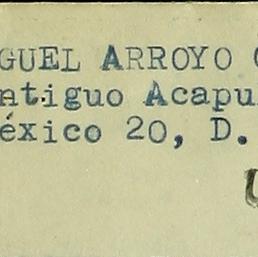 GUEL ARROYO
ntiguo Acapu
éxico 20, D.